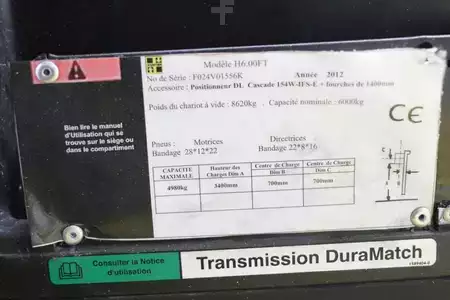 Modèle H6.00FT
No de Série : F024V01556K Année 2012
Accessoire : Positionneur DL Cascade 154W-IFS-E + fourches de 1400mm
Poids du chariot à vide : 8620kg Capacité nominale : 6000kg
CE
Bien lire le manuel
d'Utilisation qui se
trouve sur le siège ou
dans le compartiment
Motrices Directrices
Pneus : Bandage 28*12*22 Bandage 22*8*16
CAPACITE MAXIMALE Hauteur des Charges Dim A Centre de Charge Dim B Centre de Charge Dim C
4980kg 3400mm 700mm 700mm
Consulter la Notice
d'utilisation
Transmission DuraMatch